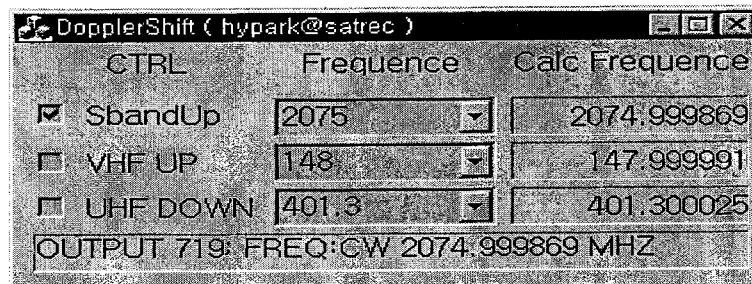 DopplerShift ( hypark@satrec )
CTRL Frequence Calc Frequence
SbandUp 2075 2074.999869
VHF UP 148 147.999991
UHF DOWN 401.3 401.300025
OUTPUT 719; FREQ:CW 2074.999869 MHZ